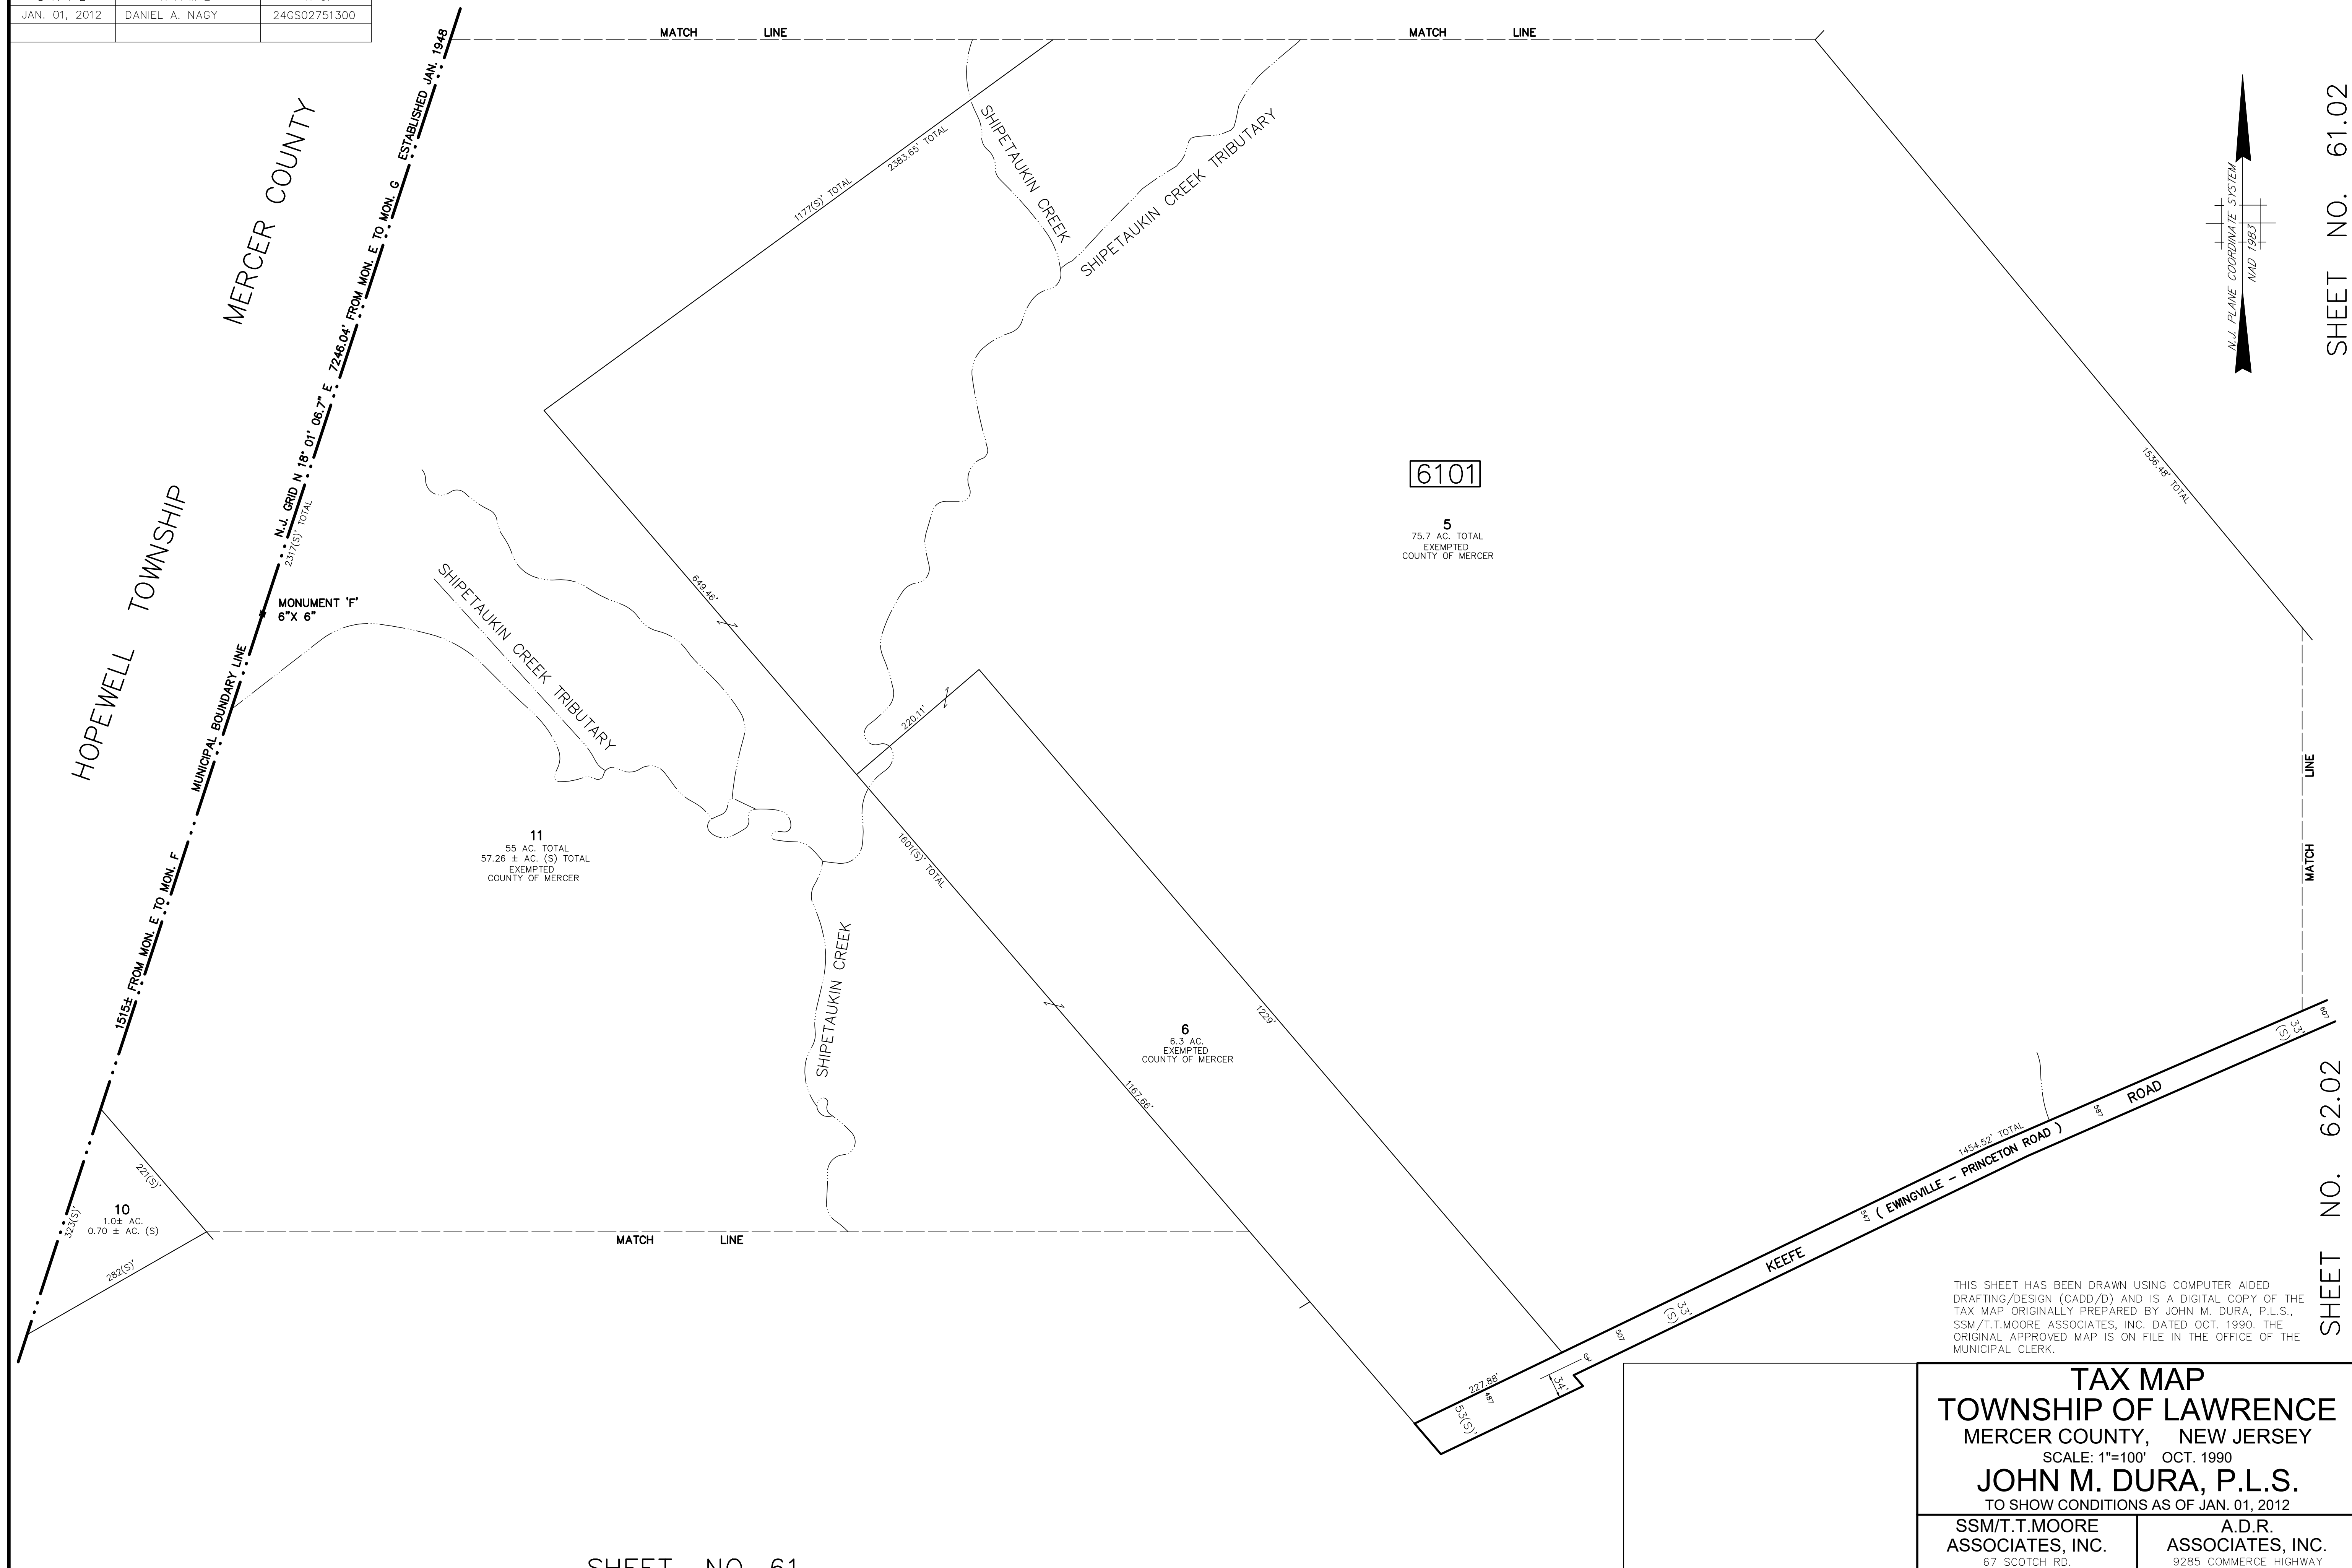 JAN. 01, 2012 DANIEL A. NAGY 24GS02751300
MATCH LINE
MATCH LINE
ESTABLISHED JAN. 1948
N.J. GRID N 18° 01' 06.7" E 7246.04' FROM MON. E TO MON. G
2317(S)' TOTAL
MERCER COUNTY
HOPEWELL TOWNSHIP
MUNICIPAL BOUNDARY LINE
1515± FROM MON. E TO MON. F
MONUMENT 'F'
6"X 6"
2383.65' TOTAL
1177(S)' TOTAL
SHIPETAUKIN CREEK
SHIPETAUKIN CREEK TRIBUTARY
N.J. PLANE COORDINATE SYSTEM
NAD 1983
SHEET NO. 61.02
1536.48' TOTAL
6101
5
75.7 AC. TOTAL
EXEMPTED
COUNTY OF MERCER
649.46'
SHIPETAUKIN CREEK TRIBUTARY
220.11'
1601(S)' TOTAL
MATCH LINE
11
55 AC. TOTAL
57.26 ± AC. (S) TOTAL
EXEMPTED
COUNTY OF MERCER
SHIPETAUKIN CREEK
6
6.3 AC.
EXEMPTED
COUNTY OF MERCER
1229'
1167.66'
221(S)'
10
1.0± AC.
0.70 ± AC. (S)
323(S)'
282(S)'
MATCH LINE
607
33'
(S)
587
1454.52' TOTAL
KEEFE ROAD
( EWINGVILLE – PRINCETON ROAD )
547
33'
(S)
507
℄
34'
227.88'
487
53(S)'
SHEET NO. 62.02
THIS SHEET HAS BEEN DRAWN USING COMPUTER AIDED
DRAFTING/DESIGN (CADD/D) AND IS A DIGITAL COPY OF THE
TAX MAP ORIGINALLY PREPARED BY JOHN M. DURA, P.L.S.,
SSM/T.T.MOORE ASSOCIATES, INC. DATED OCT. 1990. THE
ORIGINAL APPROVED MAP IS ON FILE IN THE OFFICE OF THE
MUNICIPAL CLERK.
TAX MAP
TOWNSHIP OF LAWRENCE
MERCER COUNTY, NEW JERSEY
SCALE: 1"=100' OCT. 1990
JOHN M. DURA, P.L.S.
TO SHOW CONDITIONS AS OF JAN. 01, 2012
SSM/T.T.MOORE
ASSOCIATES, INC.
67 SCOTCH RD.
A.D.R.
ASSOCIATES, INC.
9285 COMMERCE HIGHWAY
SHEET NO. 61